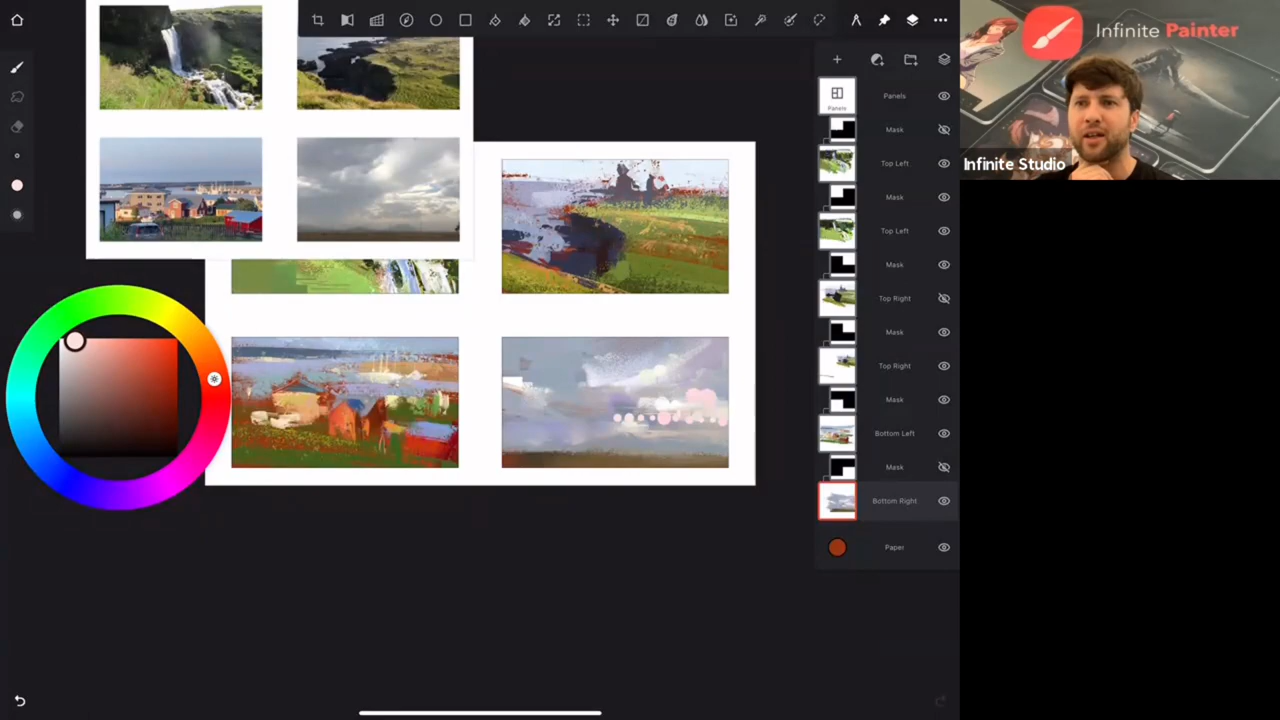 Infinite Painter
Infinite Studio
Panels
Panels
Mask
Top Left
Mask
Top Left
Mask
Top Right
Mask
Top Right
Mask
Bottom Left
Mask
Bottom Right
Paper